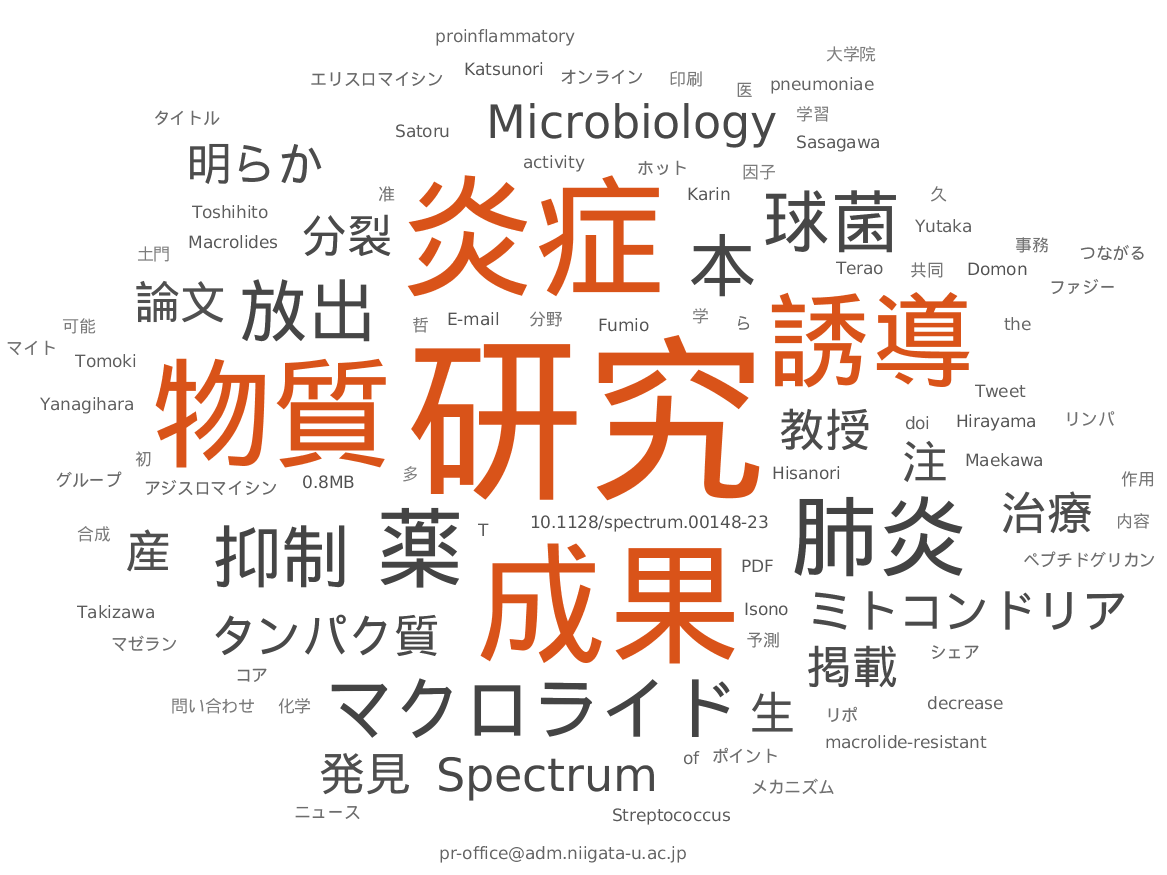 proinflammatory
大学院
エリスロマイシン Katsunori オンライン 印刷 医 pneumoniae
タイトル Satoru Microbiology 学習
Sasagawa
明らか activity ホット 因子
准 炎症 Karin 球菌 久
Toshihito 分裂 Yutaka
Macrolides 本 事務
土門 Terao 共同 Domon つながる
論文 放出 ファジー
可能 哲 E-mail 分野 Fumio 学 ら 誘導 the
マイト
Tomoki 物質 研究
Yanagihara Tweet
教授 doi Hirayama リンパ
初 注 Maekawa
グループ アジスロマイシン 0.8MB 多 Hisanori 作用
合成 産 抑制 薬 T 10.1128/spectrum.00148-23 肺炎 治療 内容
成果 PDF ペプチドグリカン
Takizawa Isono ミトコンドリア
マゼラン タンパク質 予測
掲載 シェア
コア
問い合わせ 化学 マクロライド 生 リポ decrease
macrolide-resistant
発見 Spectrum of ポイント
メカニズム
ニュース Streptococcus
pr-office@adm.niigata-u.ac.jp